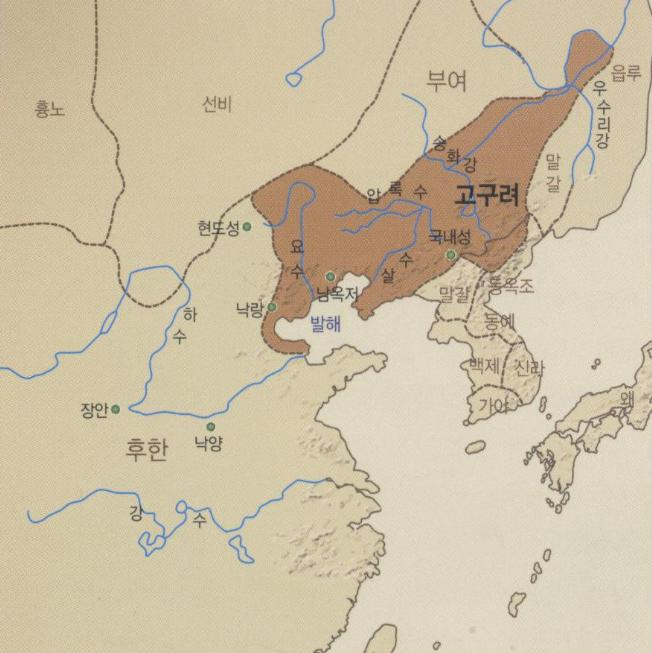 흉노
선비
부여
읍루
우수리강
송화강
말갈
압록수
고구려
현도성
국내성
요수
살수
남옥저
낙랑
발해
말갈
동옥조
동예
하수
백제
신라
가야
왜
장안
낙양
후한
강수